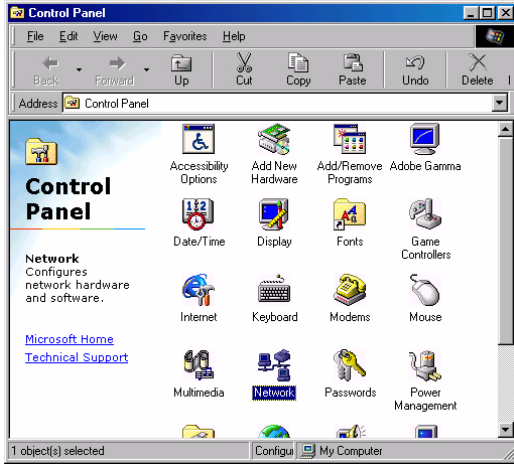 Control Panel
File Edit View Go Favorites Help
Back Forward Up Cut Copy Paste Undo Delete
Address Control Panel
Control
Panel
Network
Configures
network hardware
and software.
Microsoft Home
Technical Support
Accessibility
Options
Add New
Hardware
Add/Remove
Programs
Adobe Gamma
Date/Time
Display
Fonts
Game
Controllers
Internet
Keyboard
Modems
Mouse
Multimedia
Network
Passwords
Power
Management
1 object(s) selected
Configu
My Computer